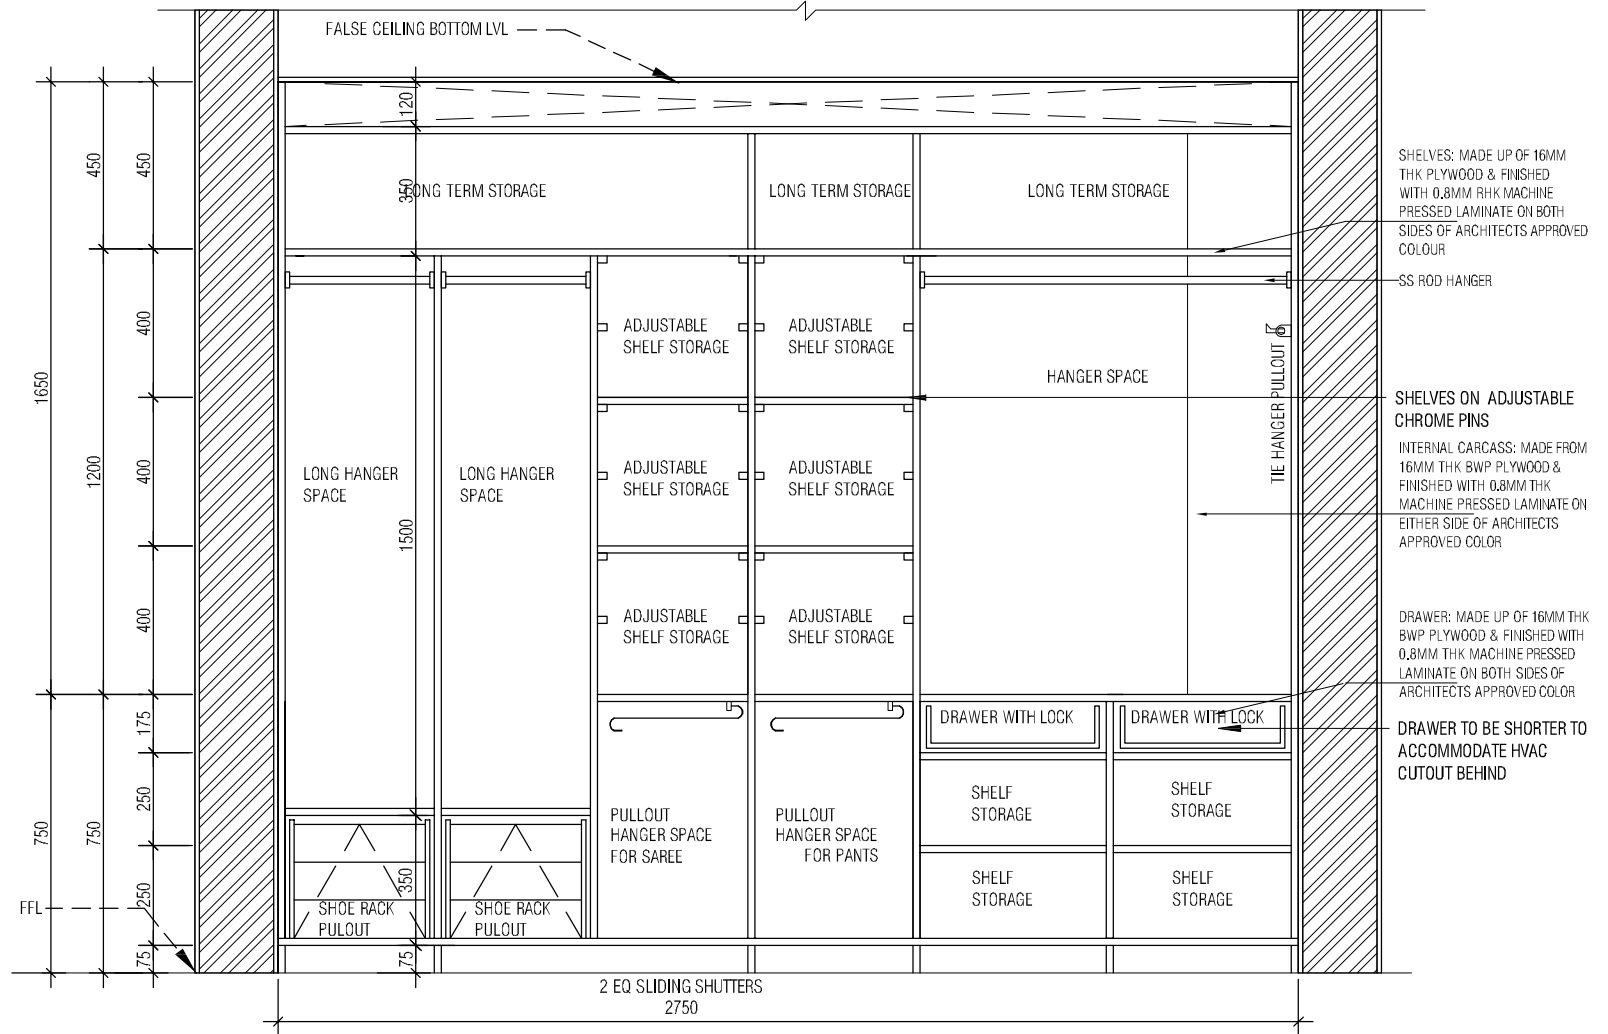 FALSE CEILING BOTTOM LVL
120
450
450
350
LONG TERM STORAGE
LONG TERM STORAGE
LONG TERM STORAGE
SHELVES: MADE UP OF 16MM
THK PLYWOOD & FINISHED
WITH 0.8MM RHK MACHINE
PRESSED LAMINATE ON BOTH
SIDES OF ARCHITECTS APPROVED
COLOUR
SS ROD HANGER
400
ADJUSTABLE
SHELF STORAGE
ADJUSTABLE
SHELF STORAGE
HANGER SPACE
TIE HANGER PULLOUT
1650
SHELVES ON ADJUSTABLE
CHROME PINS
INTERNAL CARCASS: MADE FROM
16MM THK BWP PLYWOOD &
FINISHED WITH 0.8MM THK
MACHINE PRESSED LAMINATE ON
EITHER SIDE OF ARCHITECTS
APPROVED COLOR
1200
400
LONG HANGER
SPACE
LONG HANGER
SPACE
ADJUSTABLE
SHELF STORAGE
ADJUSTABLE
SHELF STORAGE
1500
400
ADJUSTABLE
SHELF STORAGE
ADJUSTABLE
SHELF STORAGE
DRAWER: MADE UP OF 16MM THK
BWP PLYWOOD & FINISHED WITH
0.8MM THK MACHINE PRESSED
LAMINATE ON BOTH SIDES OF
ARCHITECTS APPROVED COLOR
175
DRAWER WITH LOCK
DRAWER WITH LOCK
DRAWER TO BE SHORTER TO
ACCOMMODATE HVAC
CUTOUT BEHIND
750
750
250
PULLOUT
HANGER SPACE
FOR SAREE
PULLOUT
HANGER SPACE
FOR PANTS
SHELF
STORAGE
SHELF
STORAGE
250
350
SHELF
STORAGE
SHELF
STORAGE
FFL
SHOE RACK
PULOUT
SHOE RACK
PULOUT
75
75
2 EQ SLIDING SHUTTERS
2750